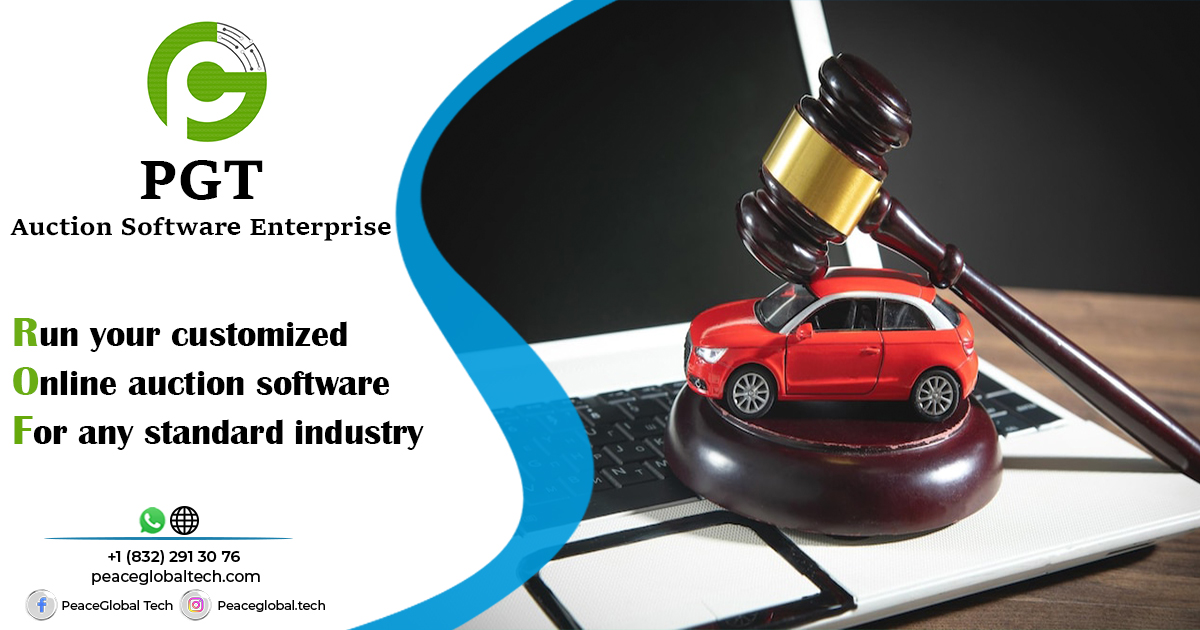 PGT
Auction Software Enterprise
Run your customized
Online auction software
For any standard industry
+1 (832) 291 30 76
peaceglobaltech.com
PeaceGlobal Tech
Peaceglobal.tech